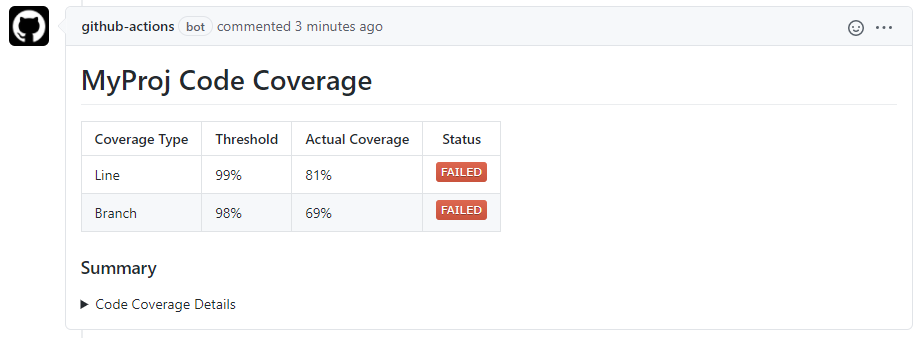 github-actions bot commented 3 minutes ago
MyProj Code Coverage
Coverage Type Threshold Actual Coverage Status
Line 99% 81% FAILED
Branch 98% 69% FAILED
Summary
Code Coverage Details